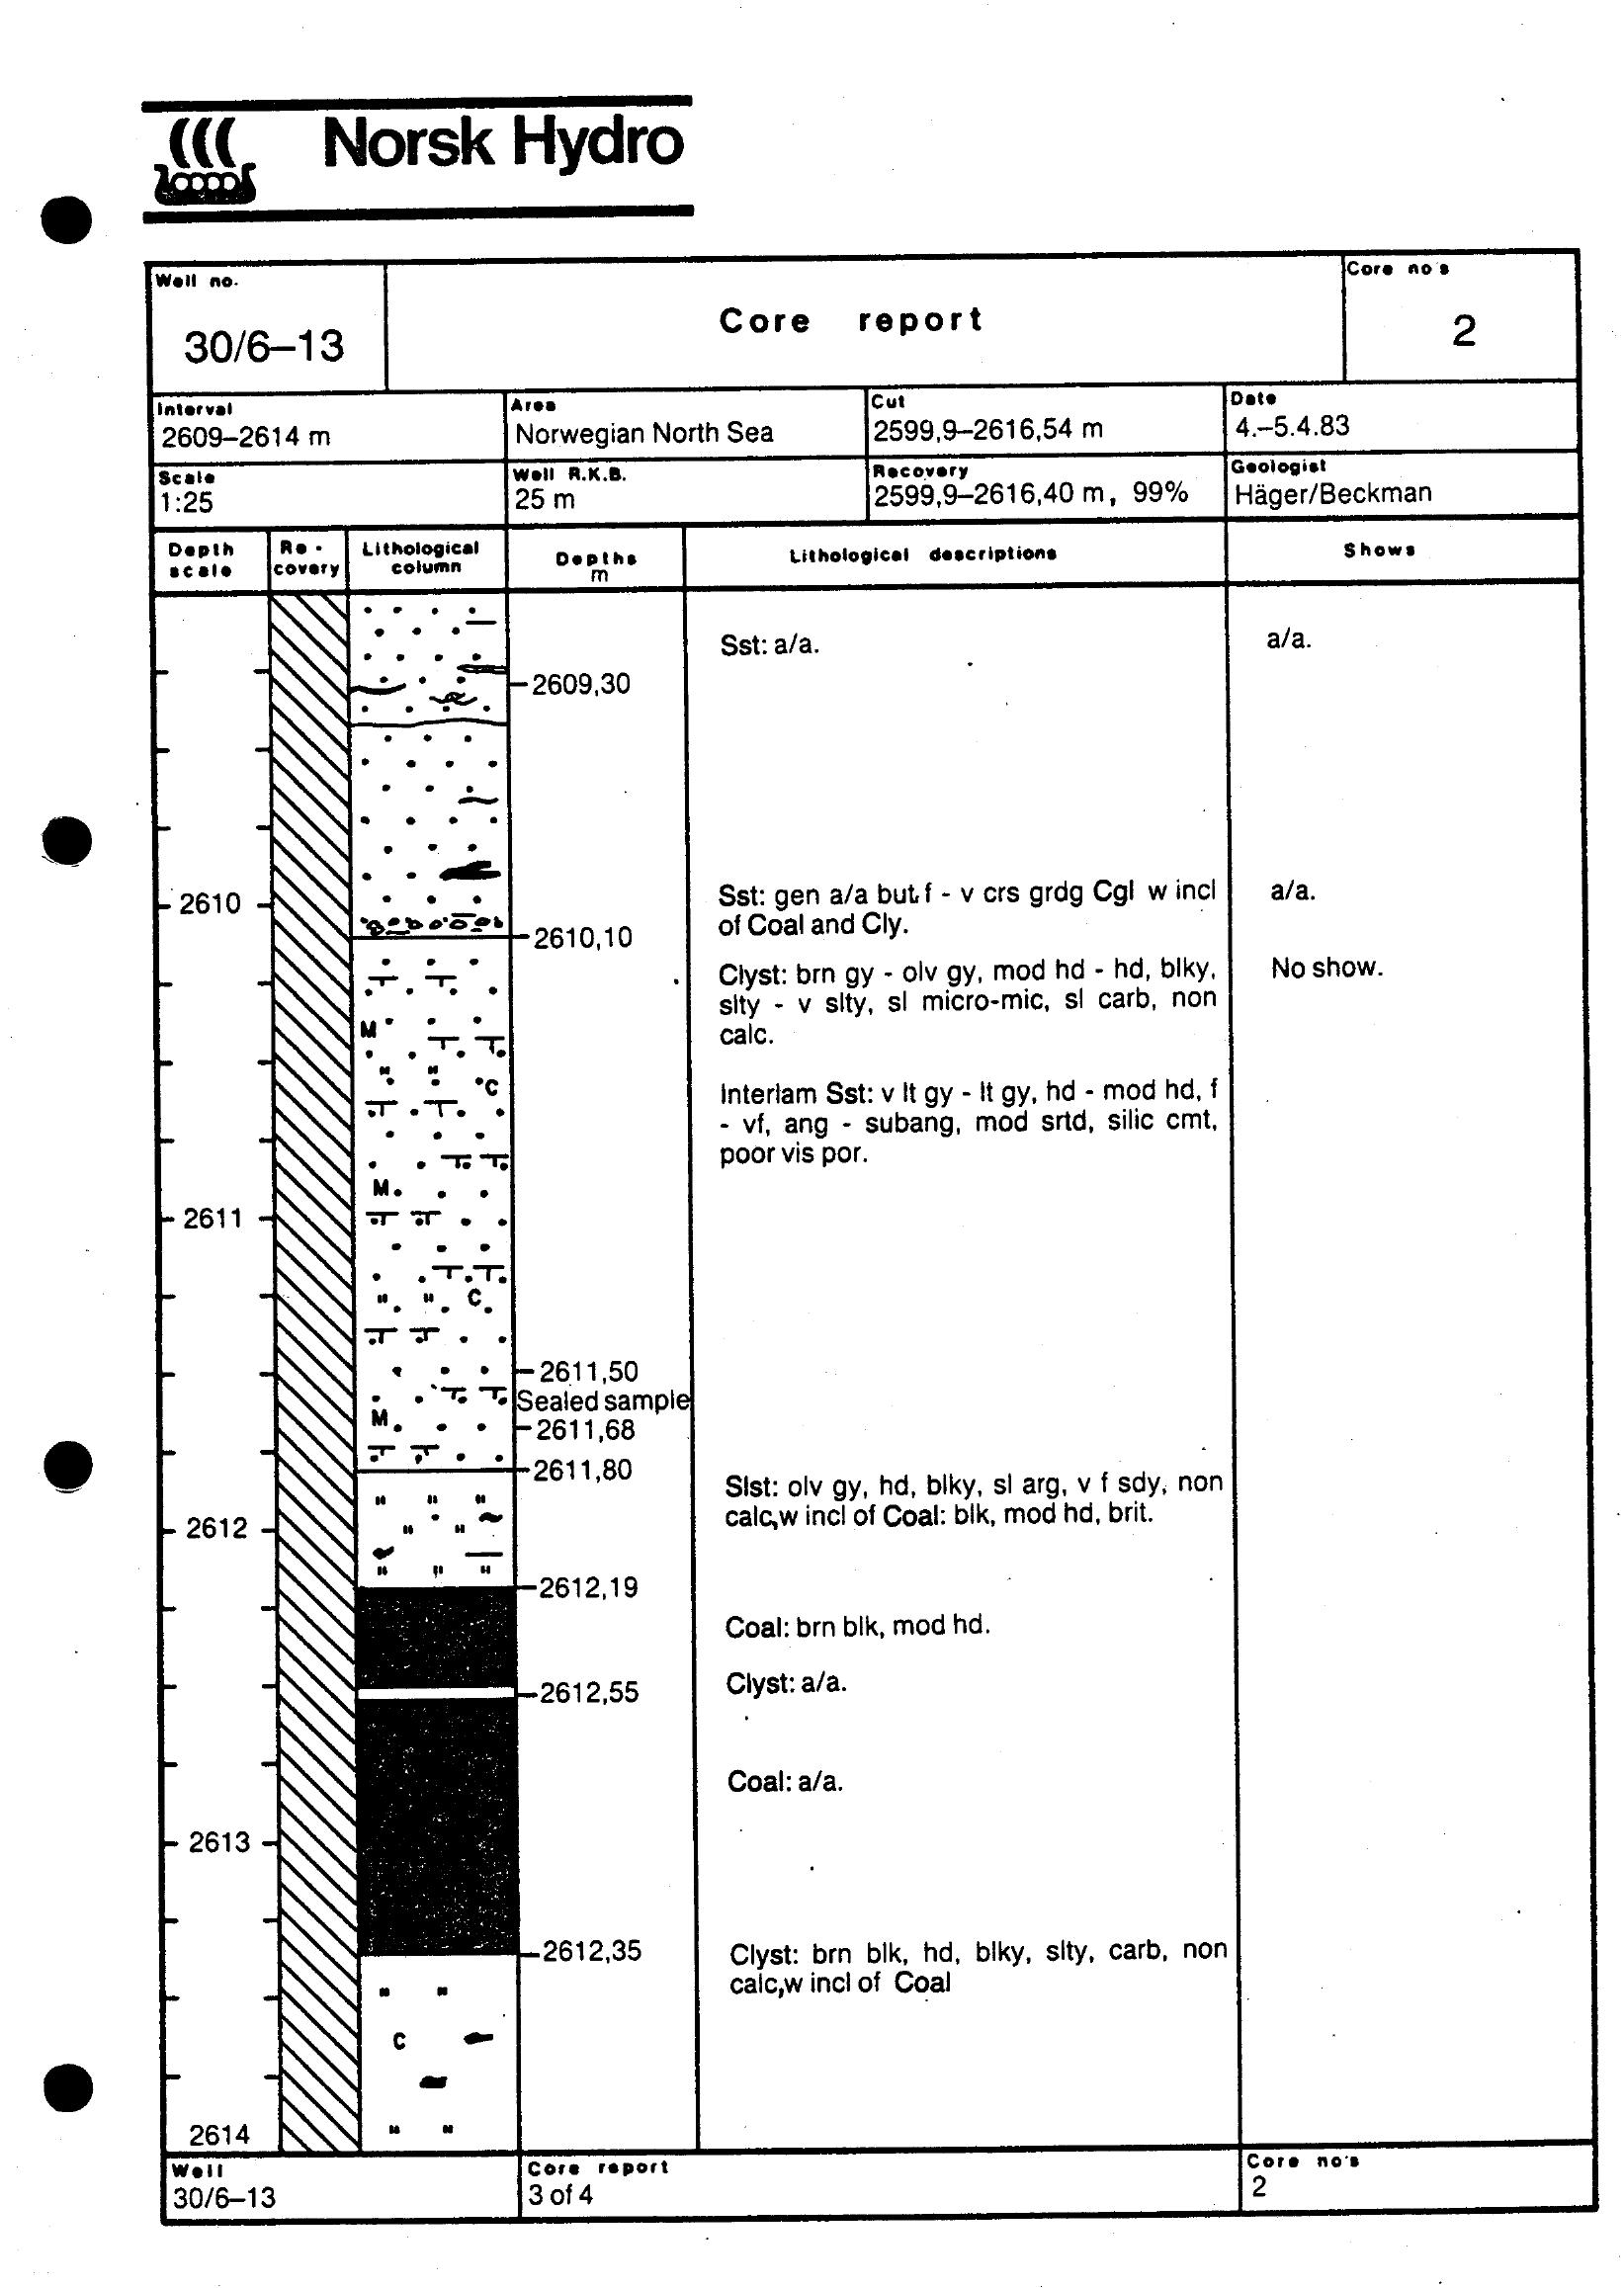 Norsk Hydro
Well no.
30/6–13
Core report
Core no's
2
Interval
2609–2614 m
Area
Norwegian North Sea
Cut
2599,9–2616,54 m
Date
4.–5.4.83
Scale
1:25
Well R.K.B.
25 m
Recovery
2599,9–2616,40 m, 99%
Geologist
Häger/Beckman
Depth
scale
Re-
covery
Lithological
column
Depths
m
Lithological descriptions
Shows
Sst: a/a.
a/a.
2609,30
2610
Sst: gen a/a but f - v crs grdg Cgl w incl
of Coal and Cly.
a/a.
2610,10
Clyst: brn gy - olv gy, mod hd - hd, blky,
slty - v slty, sl micro-mic, sl carb, non
calc.
No show.
M
C
Interlam Sst: v lt gy - lt gy, hd - mod hd, f
- vf, ang - subang, mod srtd, silic cmt,
poor vis por.
M
2611
C
2611,50
Sealed sample
M
2611,68
2611,80
Slst: olv gy, hd, blky, sl arg, v f sdy, non
calc,w incl of Coal: blk, mod hd, brit.
2612
2612,19
Coal: brn blk, mod hd.
2612,55
Clyst: a/a.
Coal: a/a.
2613
2612,35
Clyst: brn blk, hd, blky, slty, carb, non
calc,w incl of Coal
C
2614
Well
30/6–13
Core report
3 of 4
Core no's
2